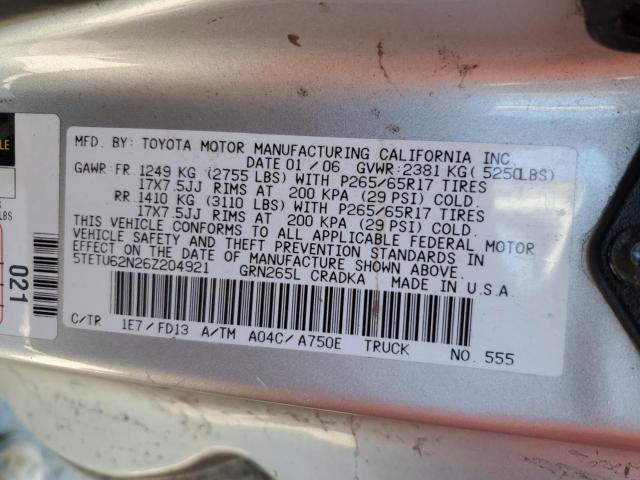 MFD. BY: TOYOTA MOTOR MANUFACTURING CALIFORNIA INC.
DATE 01 / 06 GVWR: 2381 KG ( 5250LBS)
GAWR: FR. 1249 KG (2755 LBS) WITH P265/65R17 TIRES
17X7.5JJ RIMS AT 200 KPA (29 PSI) COLD.
RR. 1410 KG (3110 LBS) WITH P265/65R17 TIRES
17X7.5JJ RIMS AT 200 KPA (29 PSI) COLD.
THIS VEHICLE CONFORMS TO ALL APPLICABLE FEDERAL MOTOR
VEHICLE SAFETY AND THEFT PREVENTION STANDARDS IN
EFFECT ON THE DATE OF MANUFACTURE SHOWN ABOVE.
5TETU62N26Z204921 GRN265L CRADKA MADE IN U.S.A
C/TR 1E7/FD13 A/TM A04C/A750E TRUCK NO. 555
021
LE
LBS